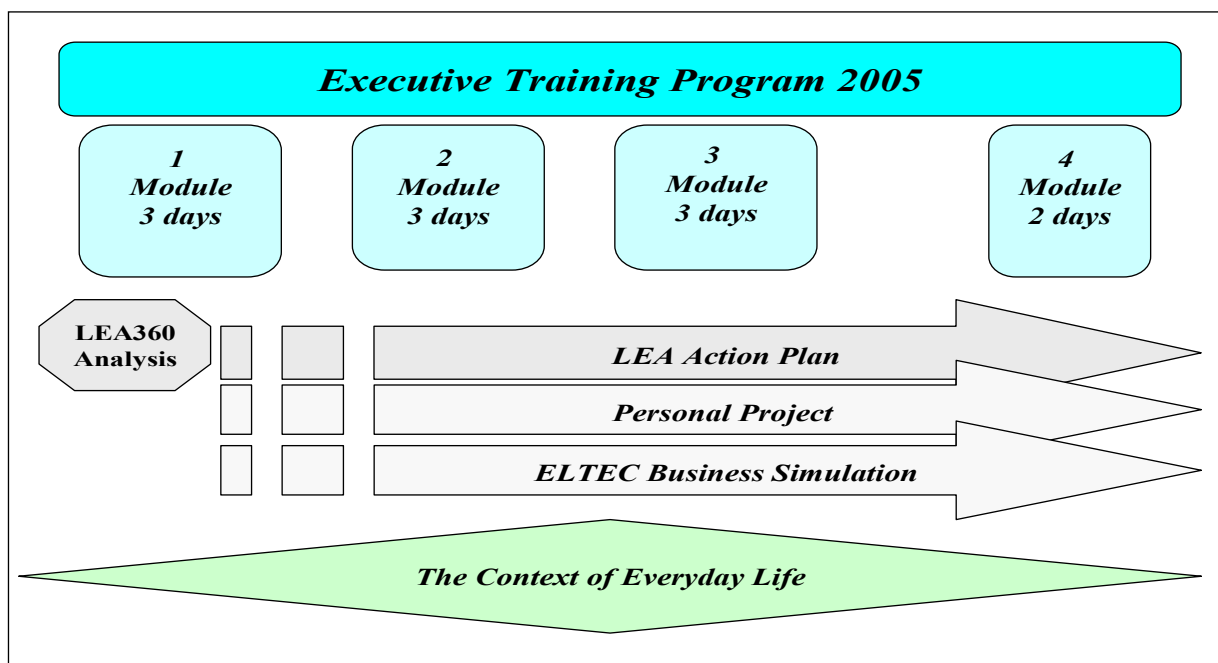 Executive Training Program 2005
1
Module
3 days
2
Module
3 days
3
Module
3 days
4
Module
2 days
LEA360
Analysis
LEA Action Plan
Personal Project
ELTEC Business Simulation
The Context of Everyday Life